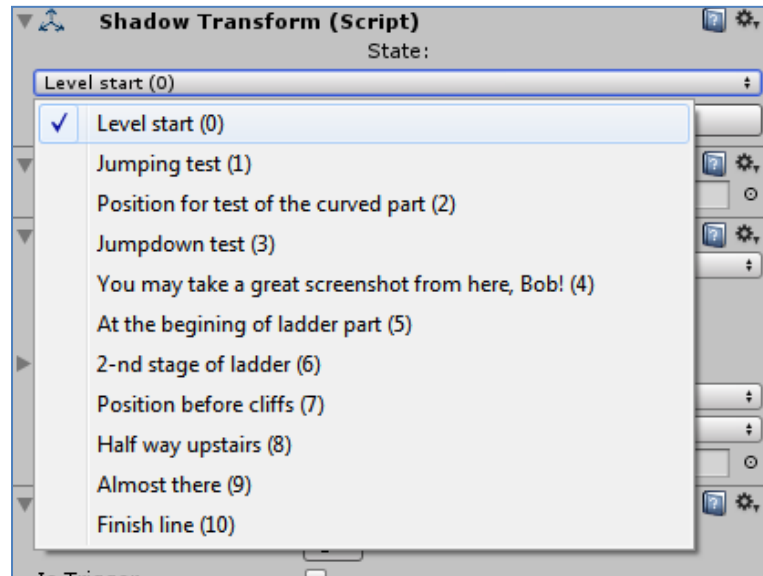 Shadow Transform (Script)
State:
Level start (0)
Level start (0)
Jumping test (1)
Position for test of the curved part (2)
Jumpdown test (3)
You may take a great screenshot from here, Bob! (4)
At the begining of ladder part (5)
2-nd stage of ladder (6)
Position before cliffs (7)
Half way upstairs (8)
Almost there (9)
Finish line (10)
Is Trigger